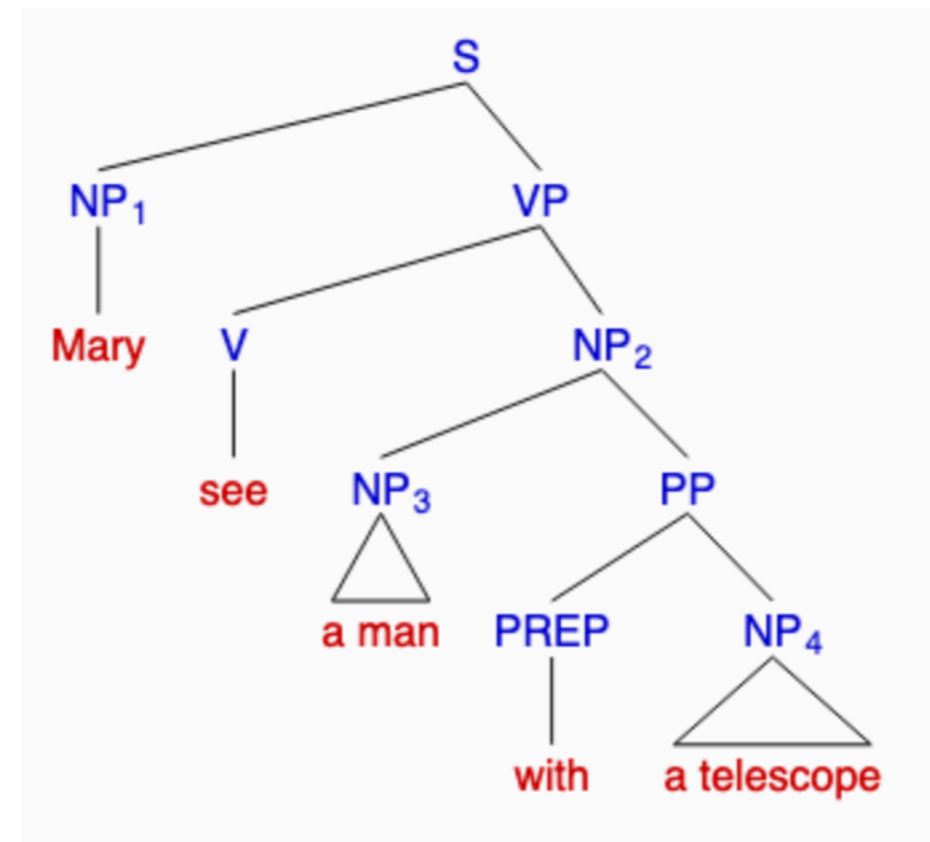 S
NP₁ VP
Mary V NP₂
see NP₃ PP
a man PREP NP₄
with a telescope